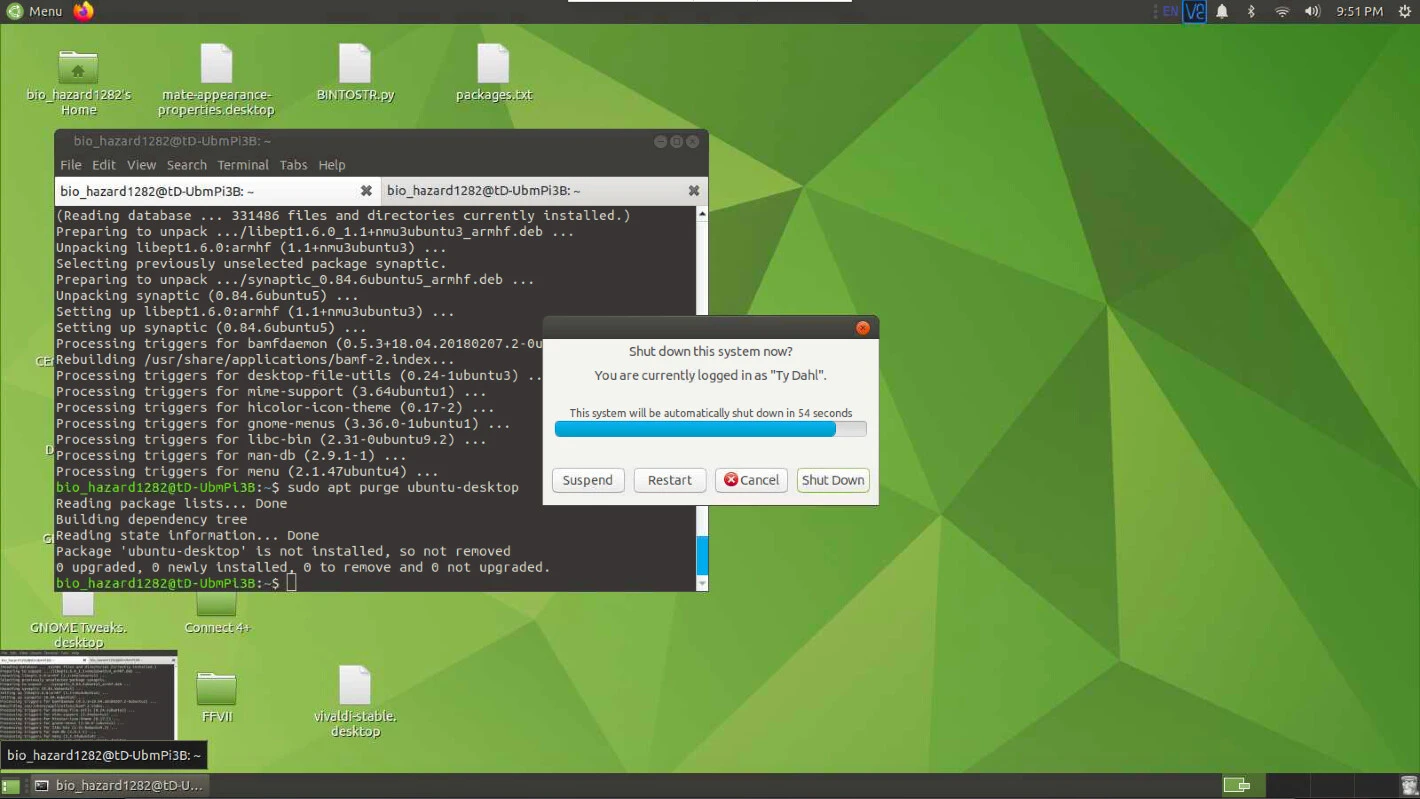 Menu
EN
9:51 PM
bio_hazard1282's
Home
mate-appearance-
properties.desktop
BINTOSTR.py
packages.txt
bio_hazard1282@tD-UbmPi3B: ~
File Edit View Search Terminal Tabs Help
bio_hazard1282@tD-UbmPi3B: ~
bio_hazard1282@tD-UbmPi3B: ~
(Reading database ... 331486 files and directories currently installed.)
Preparing to unpack .../libept1.6.0_1.1+nmu3ubuntu3_armhf.deb ...
Unpacking libept1.6.0:armhf (1.1+nmu3ubuntu3) ...
Selecting previously unselected package synaptic.
Preparing to unpack .../synaptic_0.84.6ubuntu5_armhf.deb ...
Unpacking synaptic (0.84.6ubuntu5) ...
Setting up libept1.6.0:armhf (1.1+nmu3ubuntu3) ...
Setting up synaptic (0.84.6ubuntu5) ...
Processing triggers for bamfdaemon (0.5.3+18.04.20180207.2-0u
Rebuilding /usr/share/applications/bamf-2.index...
Processing triggers for desktop-file-utils (0.24-1ubuntu3) ..
Processing triggers for mime-support (3.64ubuntu1) ...
Processing triggers for hicolor-icon-theme (0.17-2) ...
Processing triggers for gnome-menus (3.36.0-1ubuntu1) ...
Processing triggers for libc-bin (2.31-0ubuntu9.2) ...
Processing triggers for man-db (2.9.1-1) ...
Processing triggers for menu (2.1.47ubuntu4) ...
bio_hazard1282@tD-UbmPi3B:~$ sudo apt purge ubuntu-desktop
Reading package lists... Done
Building dependency tree
Reading state information... Done
Package 'ubuntu-desktop' is not installed, so not removed
0 upgraded, 0 newly installed, 0 to remove and 0 not upgraded.
bio_hazard1282@tD-UbmPi3B:~$
Shut down this system now?
You are currently logged in as "Ty Dahl".
This system will be automatically shut down in 54 seconds
Suspend Restart Cancel Shut Down
GNOME Tweaks.
desktop
Connect 4+
FFVII
vivaldi-stable.
desktop
bio_hazard1282@tD-UbmPi3B: ~
bio_hazard1282@tD-U...